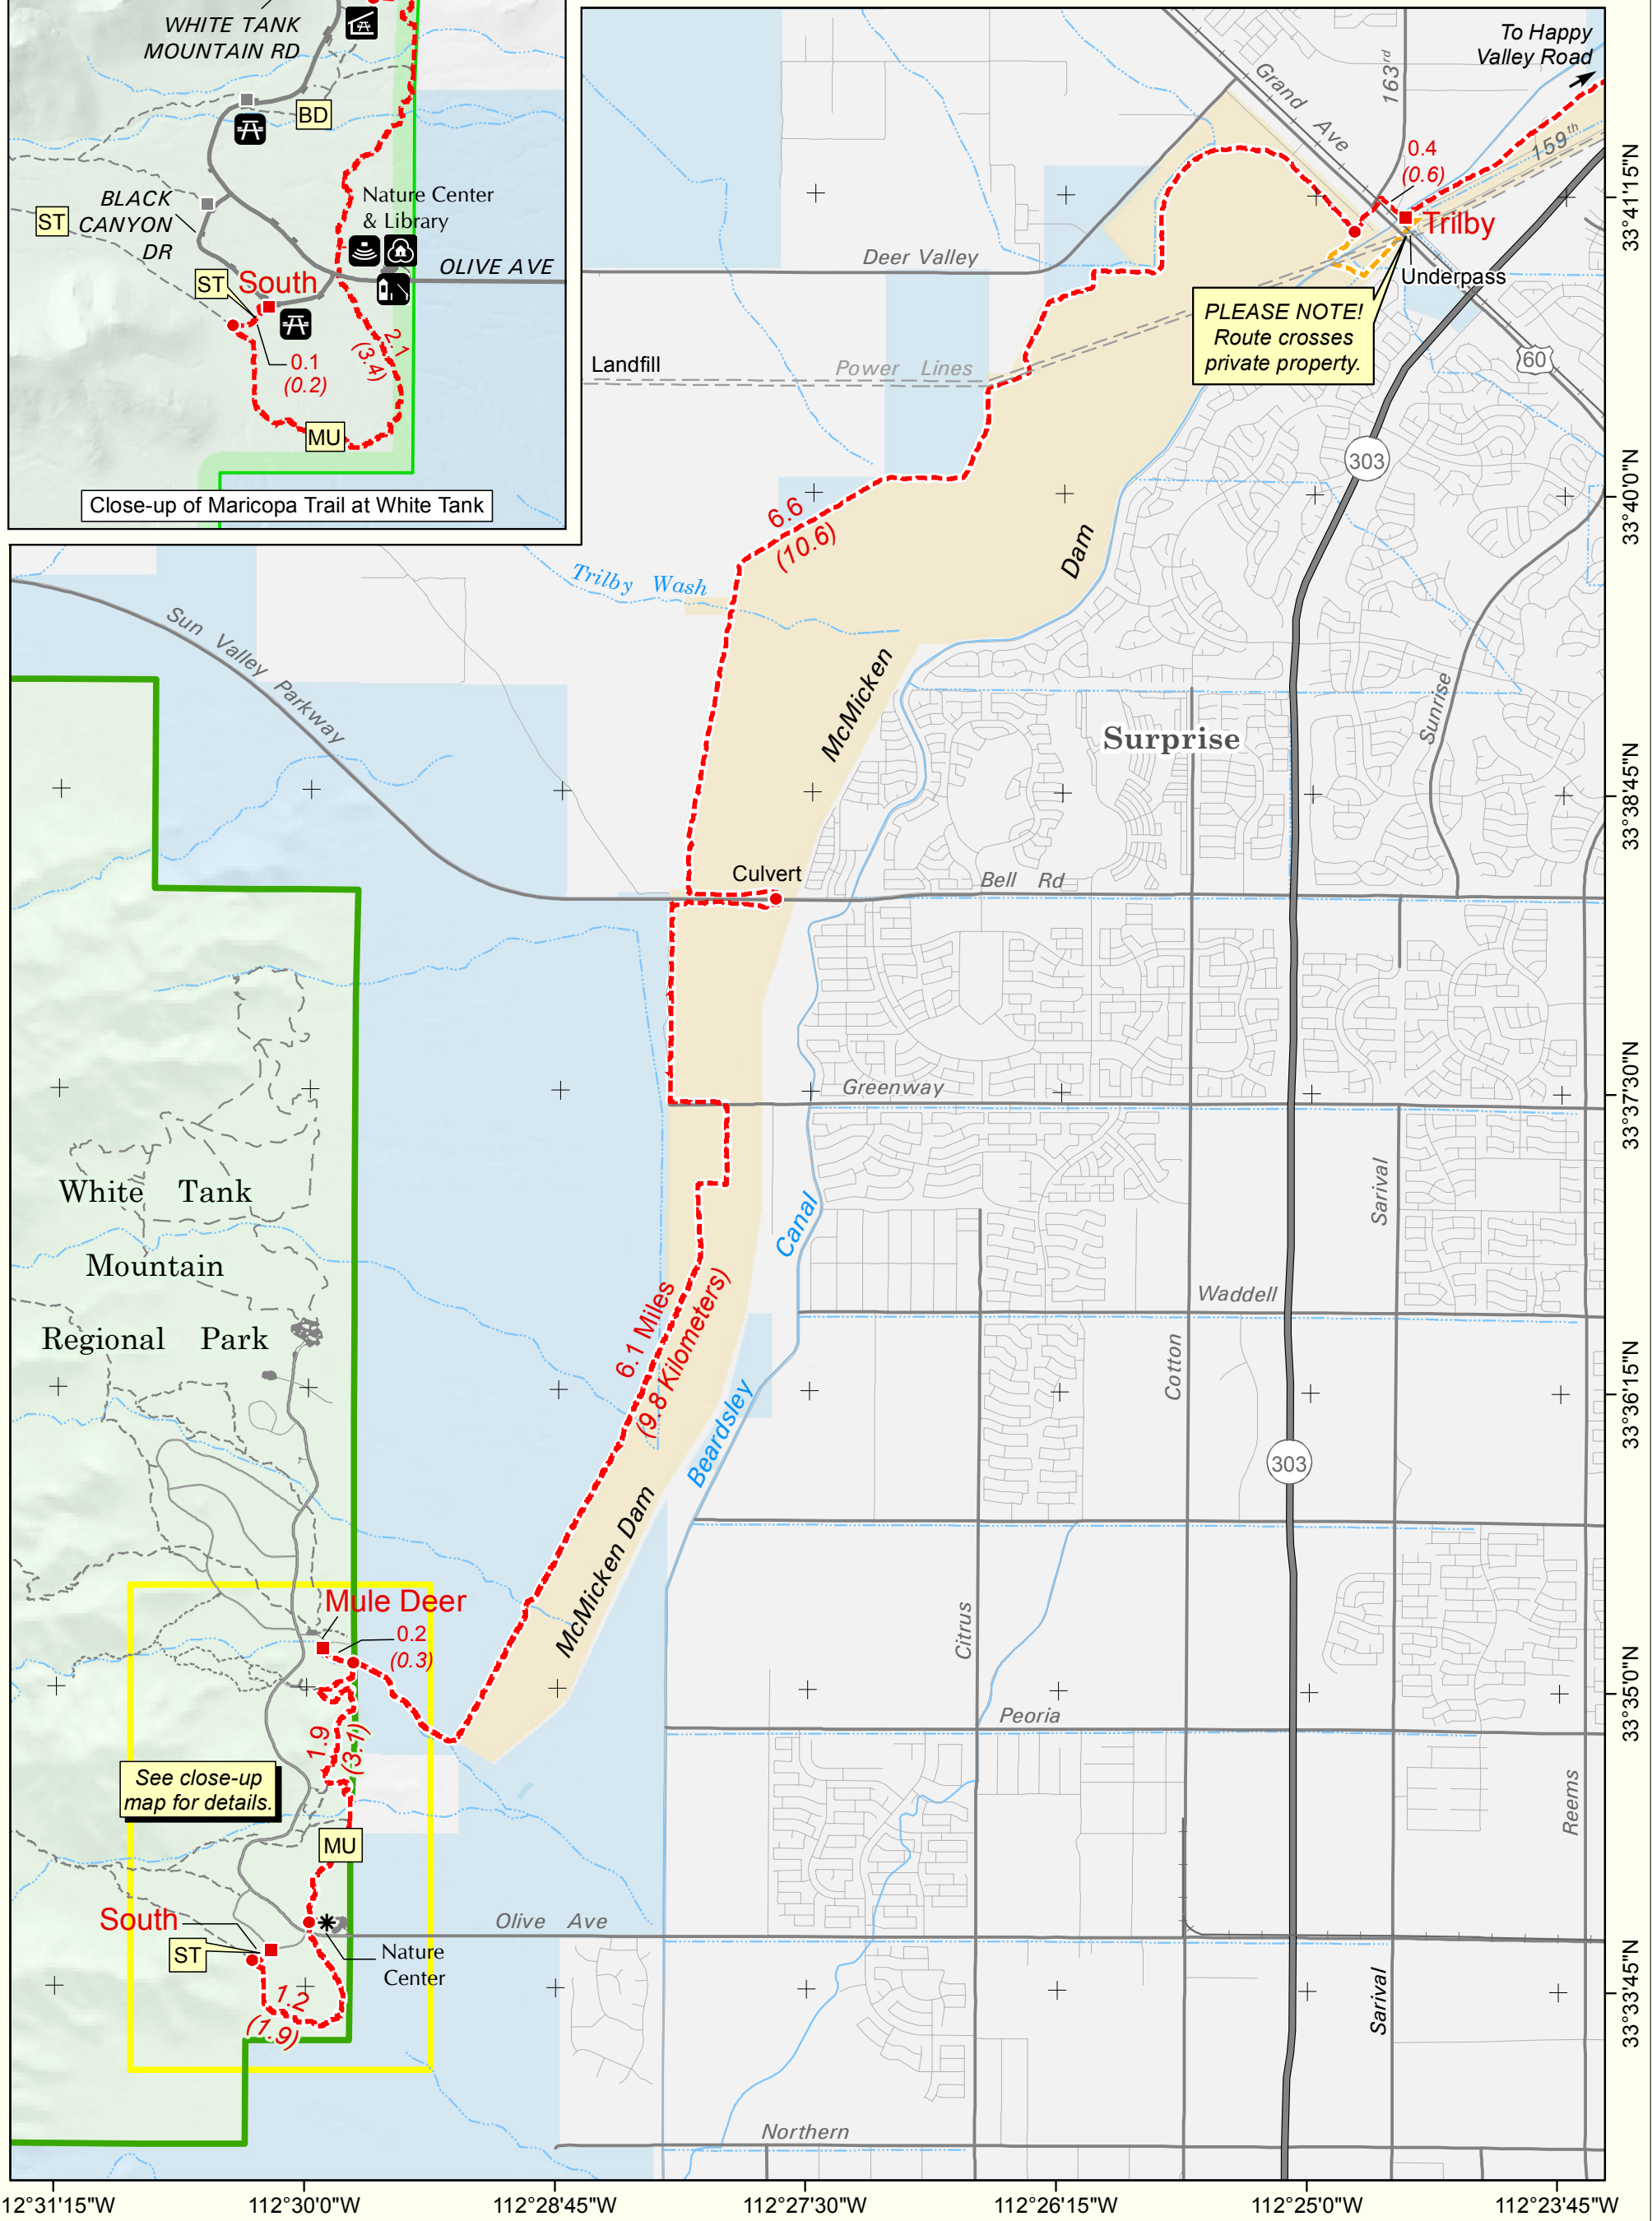 WHITE TANK
MOUNTAIN RD
BD
BLACK
CANYON
DR
ST
Nature Center
& Library
OLIVE AVE
ST
South
0.1
(0.2)
2.1
(3.4)
MU
Close-up of Maricopa Trail at White Tank
To Happy
Valley Road
163rd
Grand Ave
159th
0.4
(0.6)
Trilby
Underpass
Deer Valley
PLEASE NOTE!
Route crosses
private property.
60
Landfill
Power Lines
303
6.6
(10.6)
Dam
Trilby Wash
Sun Valley Parkway
McMicken
Surprise
Sunrise
Culvert
Bell Rd
Greenway
White Tank
Mountain
Regional Park
Canal
Sarival
Waddell
6.1 Miles
(9.8 Kilometers)
Cotton
Beardsley
303
McMicken Dam
Mule Deer
0.2
(0.3)
Citrus
Peoria
1.9
(3.1)
See close-up
map for details.
Reems
MU
South
ST
Olive Ave
Nature
Center
1.2
(1.9)
Sarival
Northern
33°41'15"N
33°40'0"N
33°38'45"N
33°37'30"N
33°36'15"N
33°35'0"N
33°33'45"N
112°31'15"W 112°30'0"W 112°28'45"W 112°27'30"W 112°26'15"W 112°25'0"W 112°23'45"W